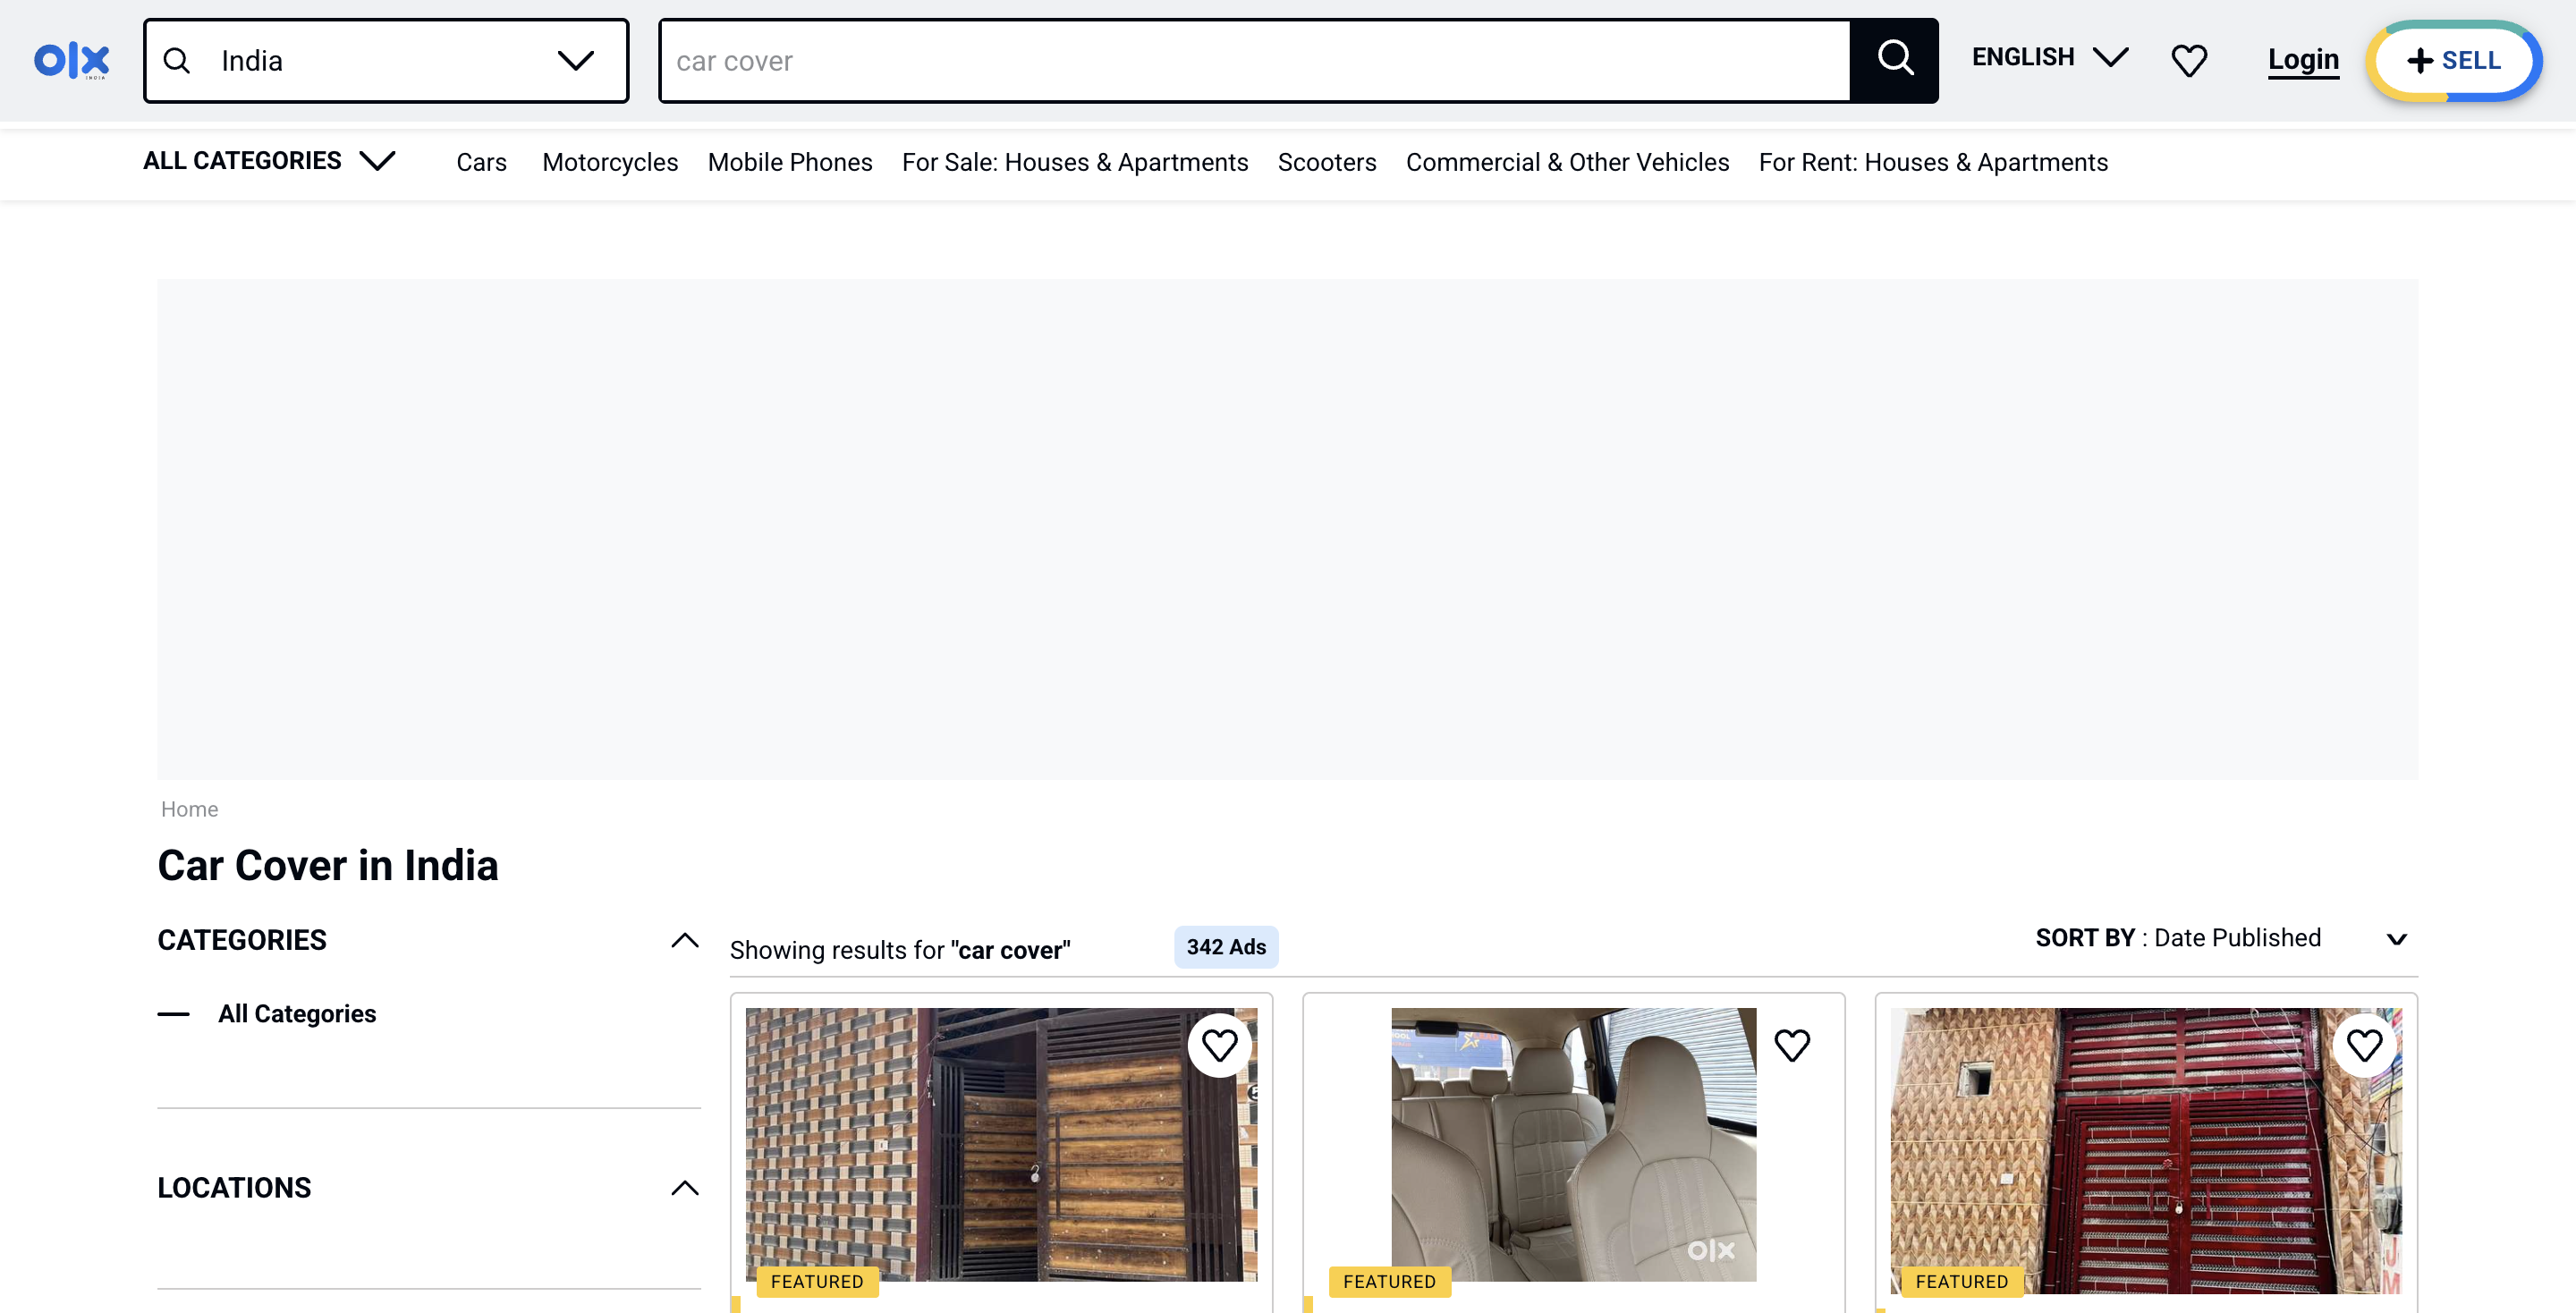 olx
INDIA
India
car cover
ENGLISH
Login
SELL
ALL CATEGORIES
Cars
Motorcycles
Mobile Phones
For Sale: Houses & Apartments
Scooters
Commercial & Other Vehicles
For Rent: Houses & Apartments
Home
Car Cover in India
CATEGORIES
All Categories
LOCATIONS
Showing results for "car cover"
342 Ads
SORT BY : Date Published
FEATURED
olx
FEATURED
FEATURED